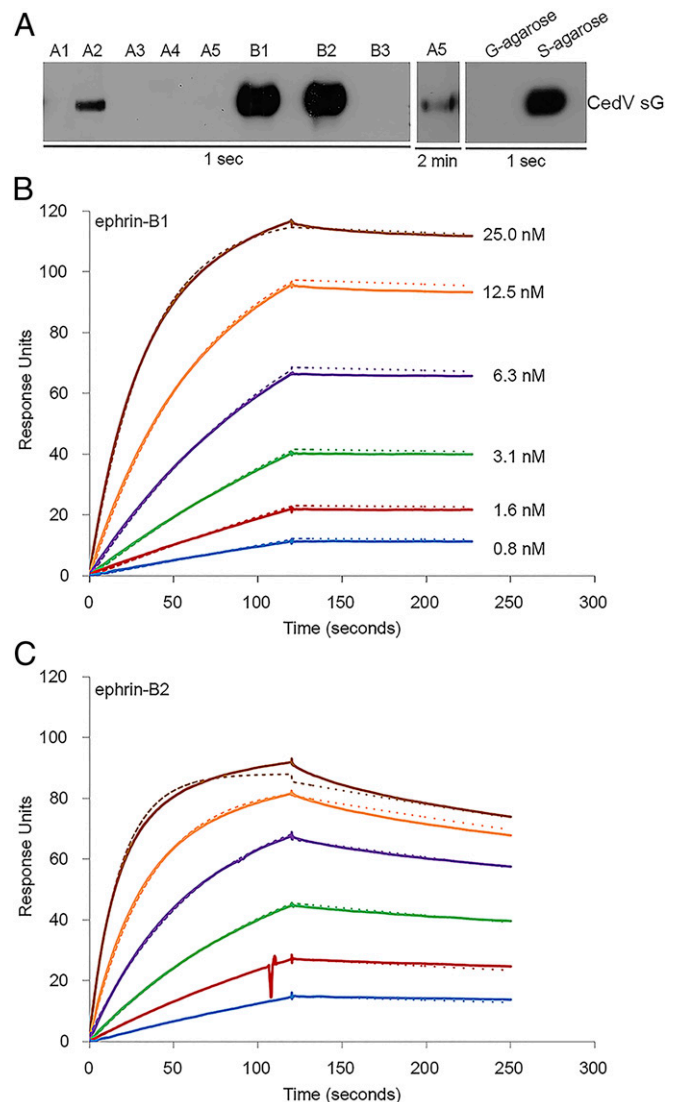 A
A1 A2 A3 A4 A5 B1 B2 B3 A5 G-agarose S-agarose
CedV sG
1 sec 2 min 1 sec
B
120
ephrin-B1
25.0 nM
100
12.5 nM
80
6.3 nM
60
Response Units
40
3.1 nM
20
1.6 nM
0.8 nM
0
0 50 100 150 200 250 300
Time (seconds)
C
120
ephrin-B2
100
80
60
Response Units
40
20
0
0 50 100 150 200 250 300
Time (seconds)